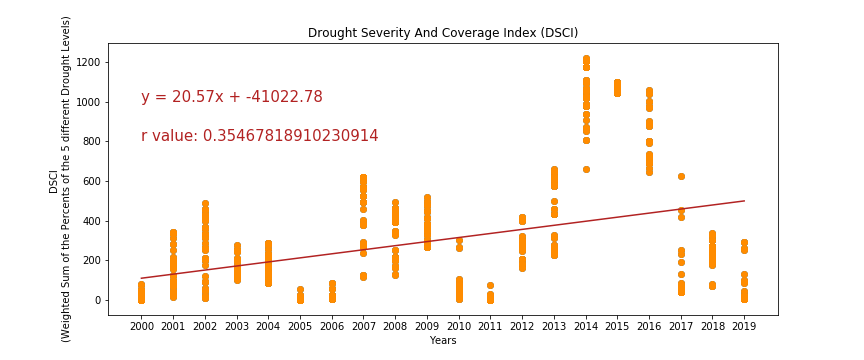 Drought Severity And Coverage Index (DSCI)
DSCI
(Weighted Sum of the Percents of the 5 different Drought Levels)
1200
1000
800
600
400
200
0
y = 20.57x + -41022.78
r value: 0.35467818910230914
2000 2001 2002 2003 2004 2005 2006 2007 2008 2009 2010 2011 2012 2013 2014 2015 2016 2017 2018 2019
Years